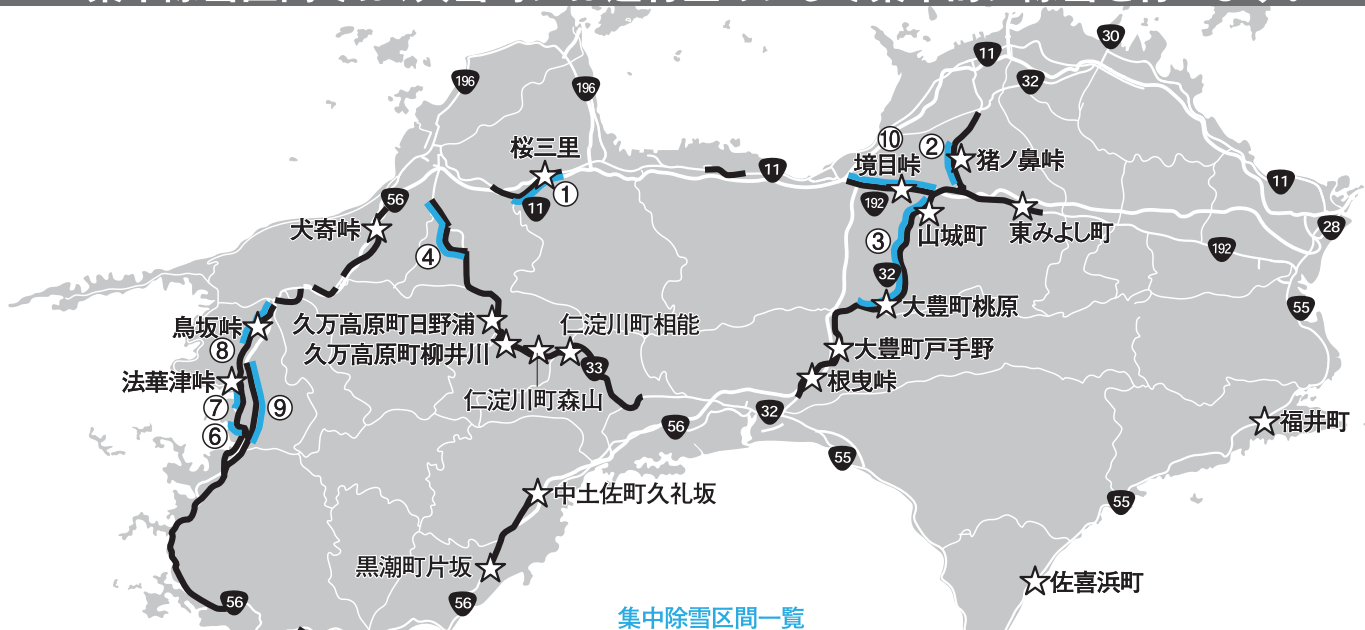 30
11
32
196
196
桜三里
⑩
②
猪ノ鼻峠
境目峠
11
①
11
56
192
11
28
犬寄峠
④
③
山城町
東みよし町
192
32
55
鳥坂峠
久万高原町日野浦
仁淀川町相能
大豊町桃原
⑧
久万高原町柳井川
大豊町戸手野
法華津峠
33
根曳峠
⑦
⑨
仁淀川町森山
⑥
56
32
福井町
55
中土佐町久礼坂
55
黒潮町片坂
佐喜浜町
56
56
集中除雪区間一覧